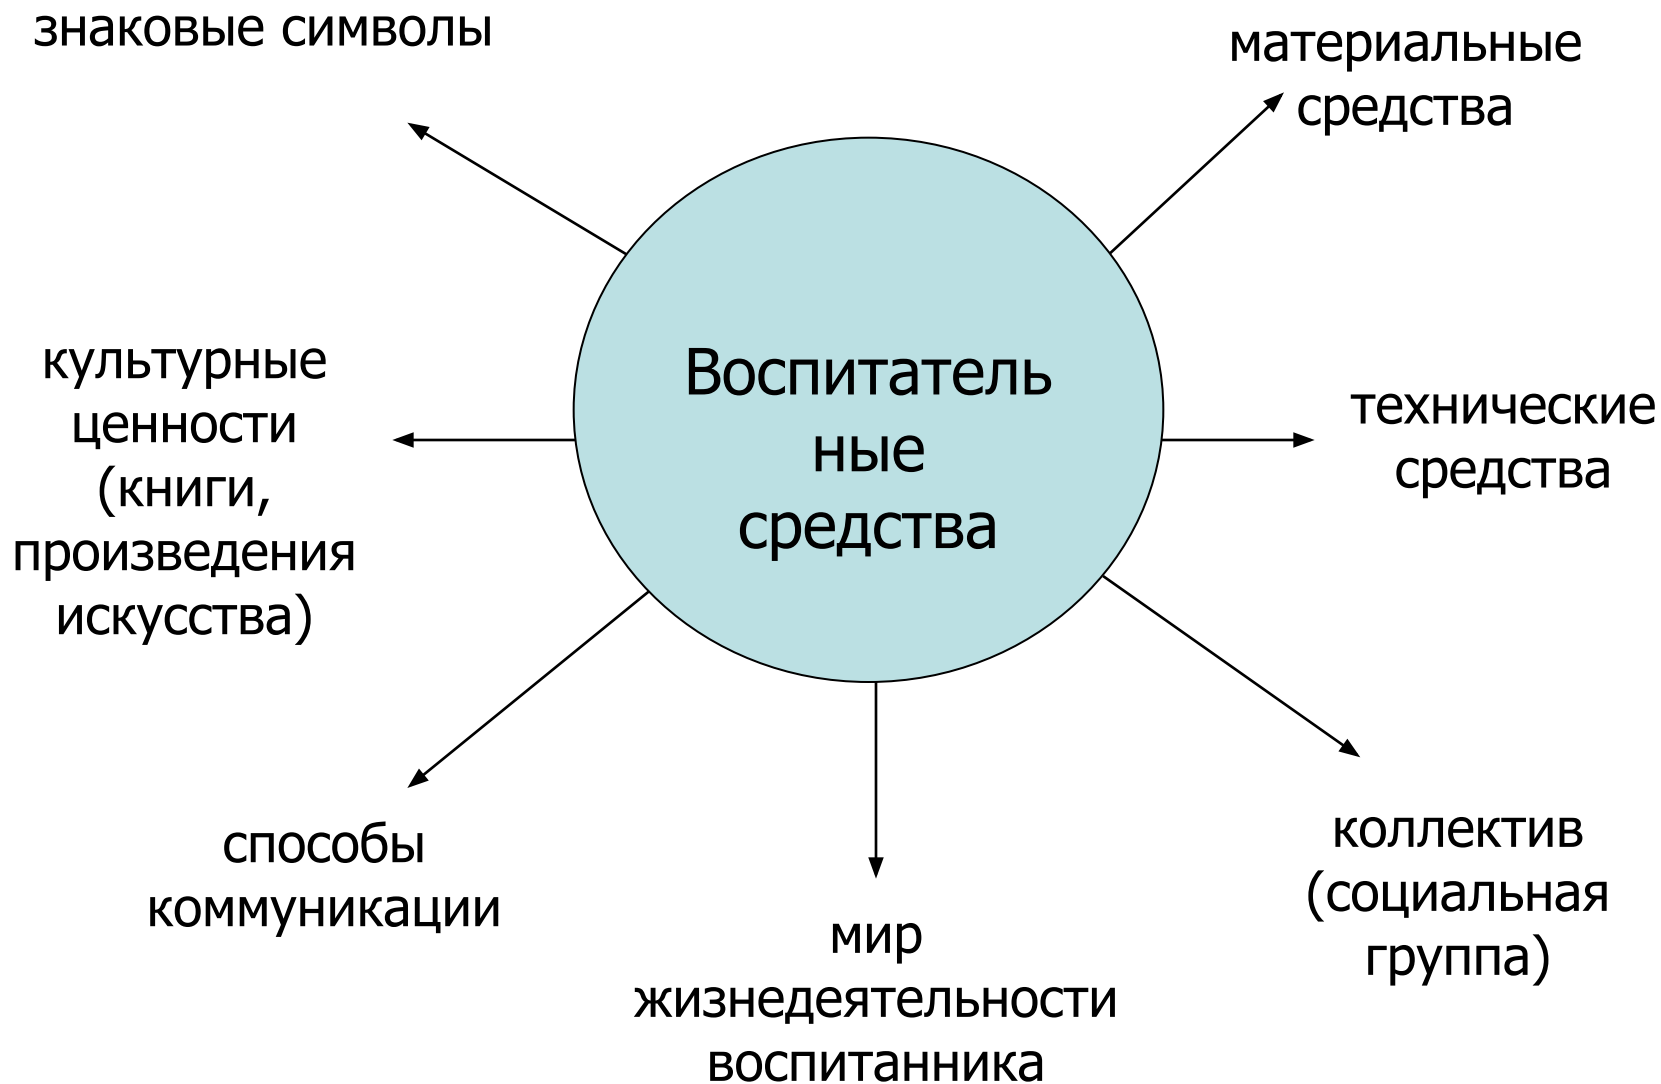 знаковые символы
материальные
средства
Воспитатель
ные
средства
культурные
ценности
(книги,
произведения
искусства)
технические
средства
способы
коммуникации
мир
жизнедеятельности
воспитанника
коллектив
(социальная
группа)